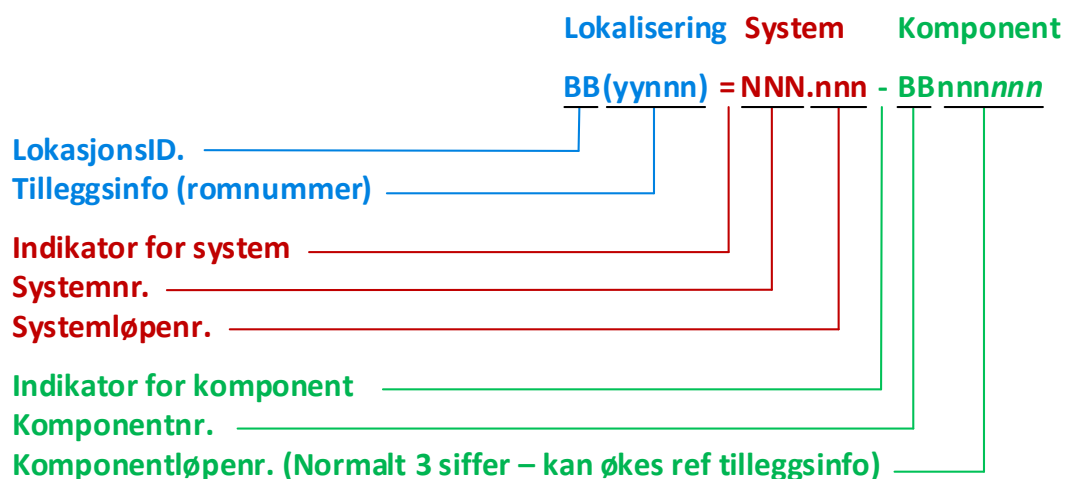 Lokalisering System Komponent
BB(yynnn) =NNN.nnn - BBnnnnnn
LokasjonsID.
Tilleggsinfo (romnummer)
Indikator for system
Systemnr.
Systemløpenr.
Indikator for komponent
Komponentnr.
Komponentløpenr. (Normalt 3 siffer – kan økes ref tilleggsinfo)